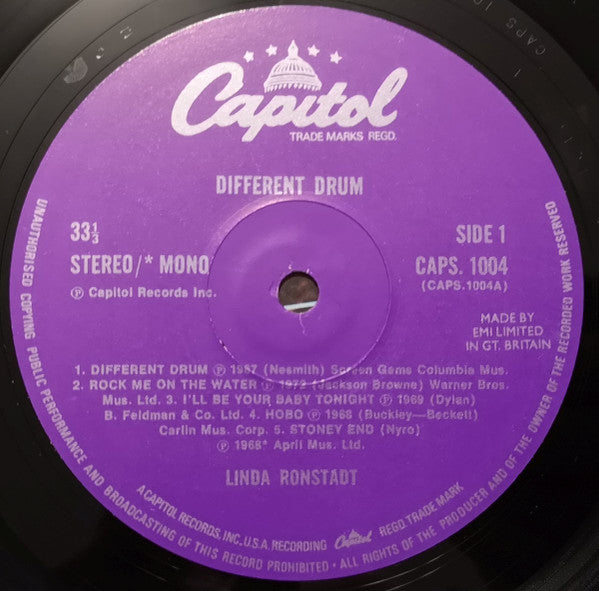 Capitol
TRADE MARKS REGD.
DIFFERENT DRUM
33⅓
STEREO/* MONO
℗ Capitol Records Inc.
SIDE 1
CAPS. 1004
(CAPS.1004A)
MADE BY
EMI LIMITED
IN GT. BRITAIN
1. DIFFERENT DRUM ℗ 1967 (Nesmith) Screen Gems Columbia Mus.
2. ROCK ME ON THE WATER ℗ 1972 (Jackson Browne) Warner Bros.
Mus. Ltd. 3. I'LL BE YOUR BABY TONIGHT ℗ 1969 (Dylan)
B. Feldman & Co. Ltd. 4. HOBO ℗ 1968 (Buckley—Beckett)
Carlin Mus. Corp. 5. STONEY END (Nyro)
℗ 1968* April Mus. Ltd.
LINDA RONSTADT
A CAPITOL RECORDS, INC. U.S.A. RECORDING Capitol REGD. TRADE MARK
UNAUTHORISED COPYING PUBLIC PERFORMANCE AND BROADCASTING OF THIS RECORD PROHIBITED · ALL RIGHTS OF THE PRODUCER AND OF THE OWNER OF THE RECORDED WORK RESERVED